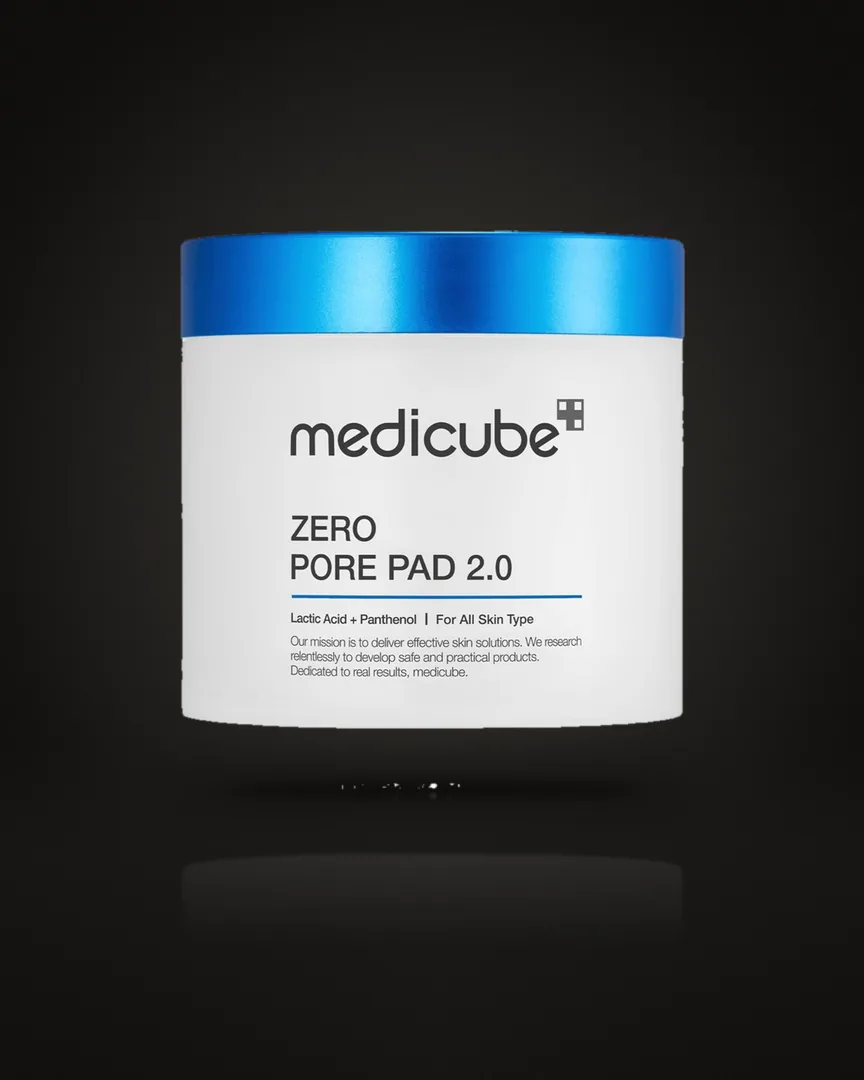 medicube
ZERO
PORE PAD 2.0
Lactic Acid + Panthenol | For All Skin Type
Our mission is to deliver effective skin solutions. We research
relentlessly to develop safe and practical products.
Dedicated to real results, medicube.